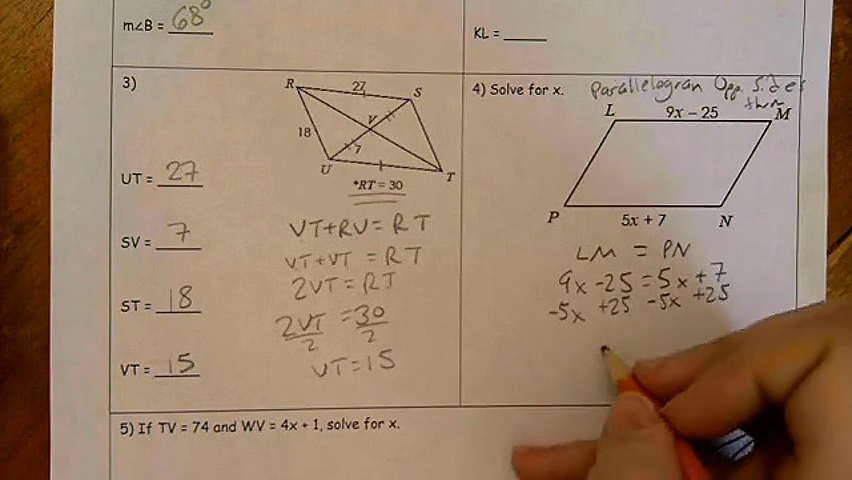 m∠B = 68°
KL = ____
3)
R
27
S
V
18
7
U
T
*RT = 30
UT = 27
SV = 7
ST = 18
VT = 15
VT+RV = RT
VT+VT = RT
2VT = RT
2VT = 30
2 2
VT = 15
4) Solve for x.
Parallelogram Opp. Sides
thm
L
9x - 25
M
P
5x + 7
N
LM = PN
9x -25 = 5x +7
-5x +25 -5x +25
5) If TV = 74 and WV = 4x + 1, solve for x.